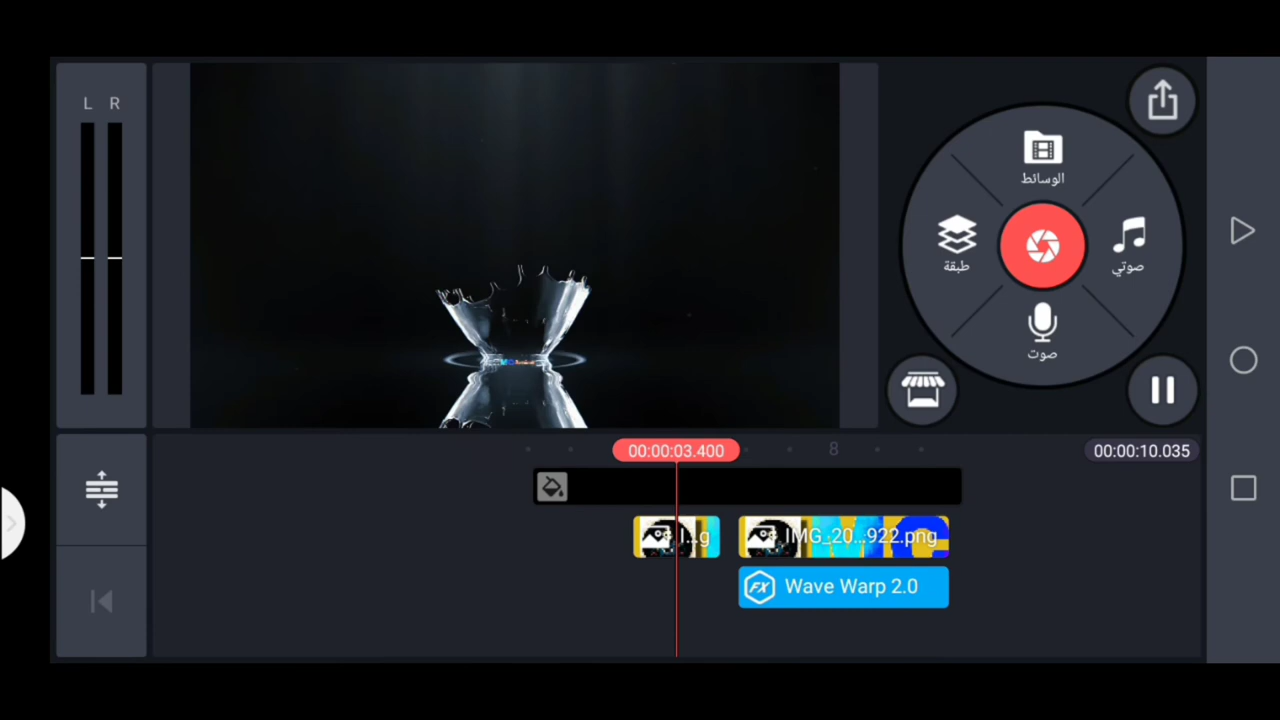 L R
الوسائط
طبقة
صوتي
صوت
00:00:03.400
8
00:00:10.035
I...g
IMG_20...922.png
FX
Wave Warp 2.0